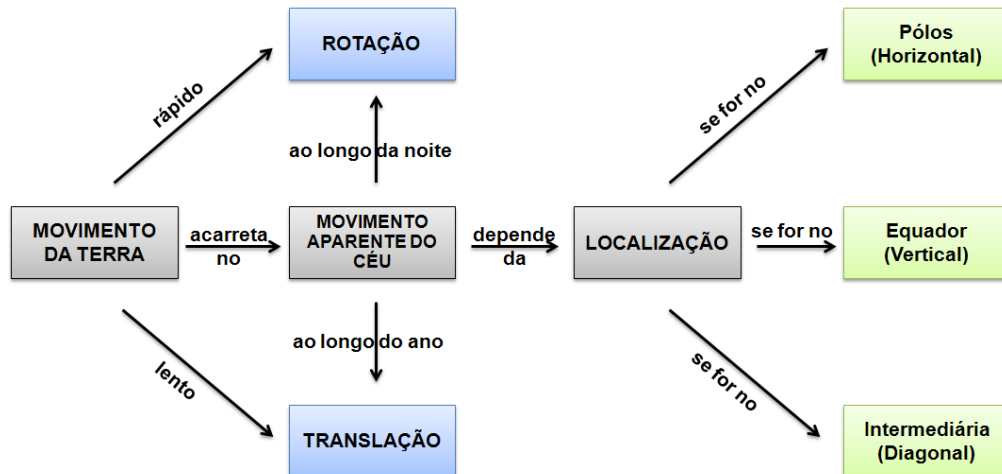 ROTAÇÃO
Pólos
(Horizontal)
rápido
se for no
ao longo da noite
MOVIMENTO
DA TERRA
acarreta
no
MOVIMENTO
APARENTE DO
CÉU
depende
da
LOCALIZAÇÃO
se for no
Equador
(Vertical)
ao longo do ano
lento
se for no
TRANSLAÇÃO
Intermediária
(Diagonal)